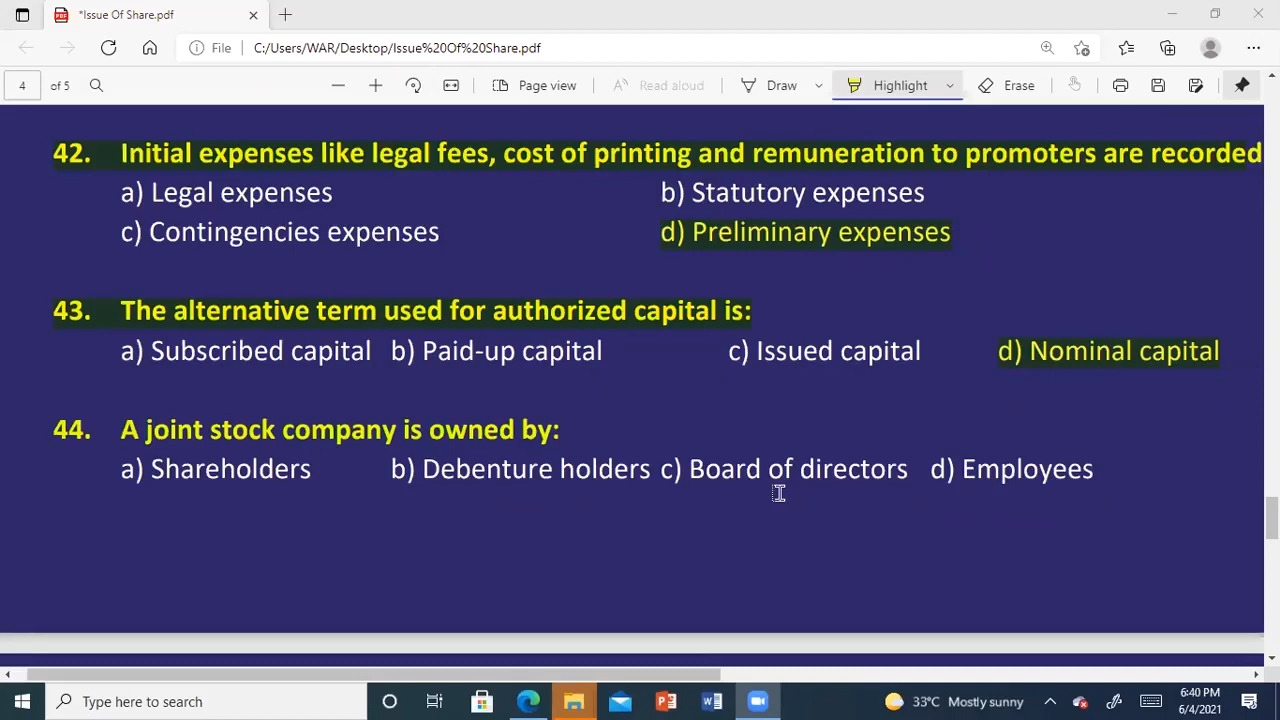 *Issue Of Share.pdf
File C:/Users/WAR/Desktop/Issue%20Of%20Share.pdf
4 of 5 Page view Read aloud Draw Highlight Erase
42. Initial expenses like legal fees, cost of printing and remuneration to promoters are recorded
a) Legal expenses b) Statutory expenses
c) Contingencies expenses d) Preliminary expenses
43. The alternative term used for authorized capital is:
a) Subscribed capital b) Paid-up capital c) Issued capital d) Nominal capital
44. A joint stock company is owned by:
a) Shareholders b) Debenture holders c) Board of directors d) Employees
Type here to search 33°C Mostly sunny 6:40 PM
6/4/2021